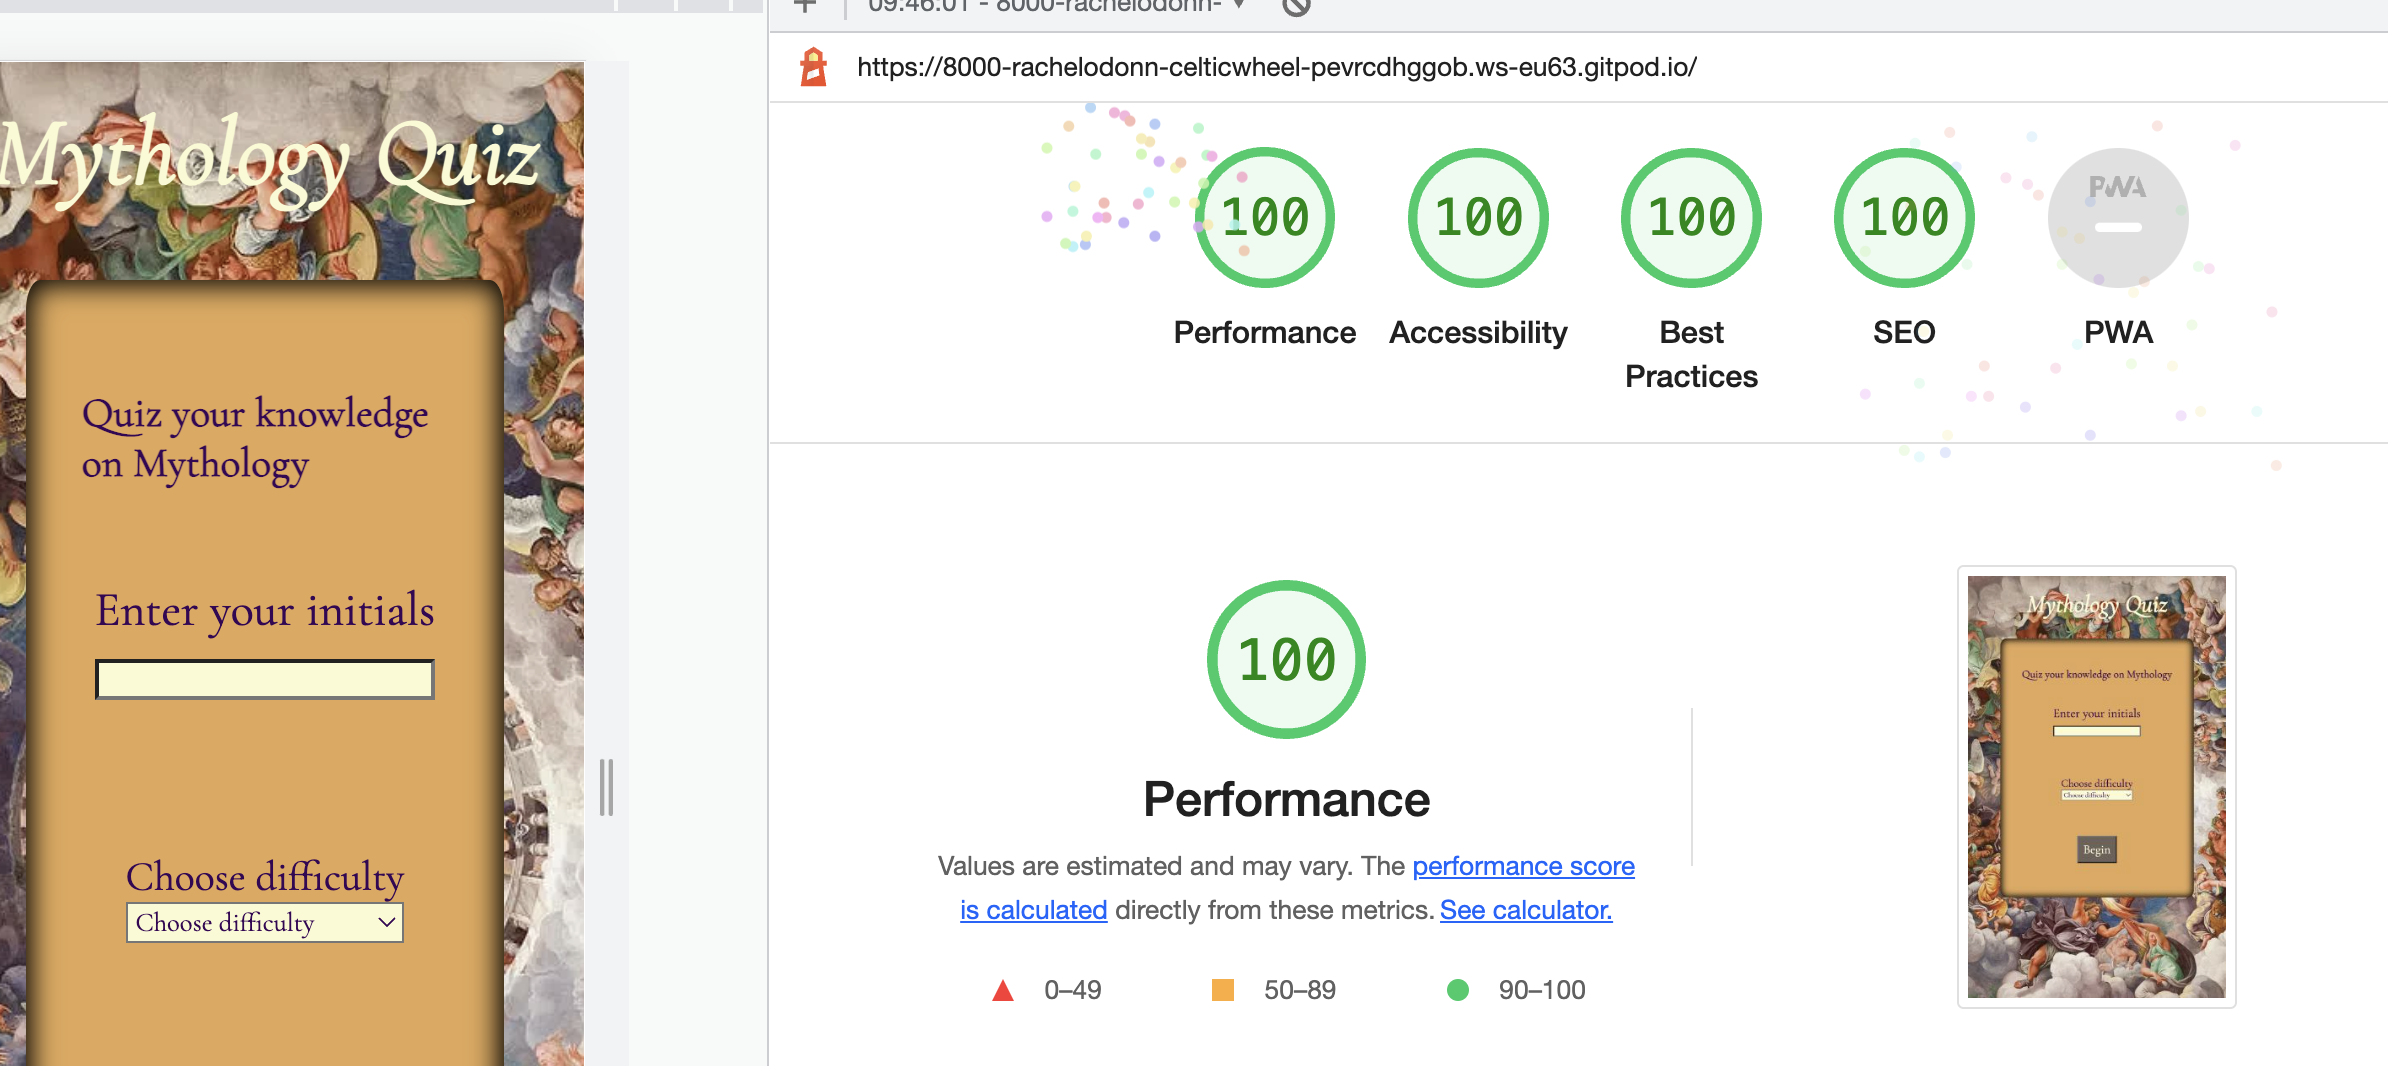 Mythology Quiz
Quiz your knowledge
on Mythology
Enter your initials
Choose difficulty
Choose difficulty
09:46:01 - 8000-rachelodonn-
https://8000-rachelodonn-celticwheel-pevrcdhggob.ws-eu63.gitpod.io/
100
Performance
100
Accessibility
100
Best
Practices
100
SEO
PWA
PWA
100
Performance
Values are estimated and may vary. The performance score
is calculated directly from these metrics. See calculator.
0–49
50–89
90–100
Mythology Quiz
Quiz your knowledge on Mythology
Enter your initials
Choose difficulty
Choose difficulty
Begin